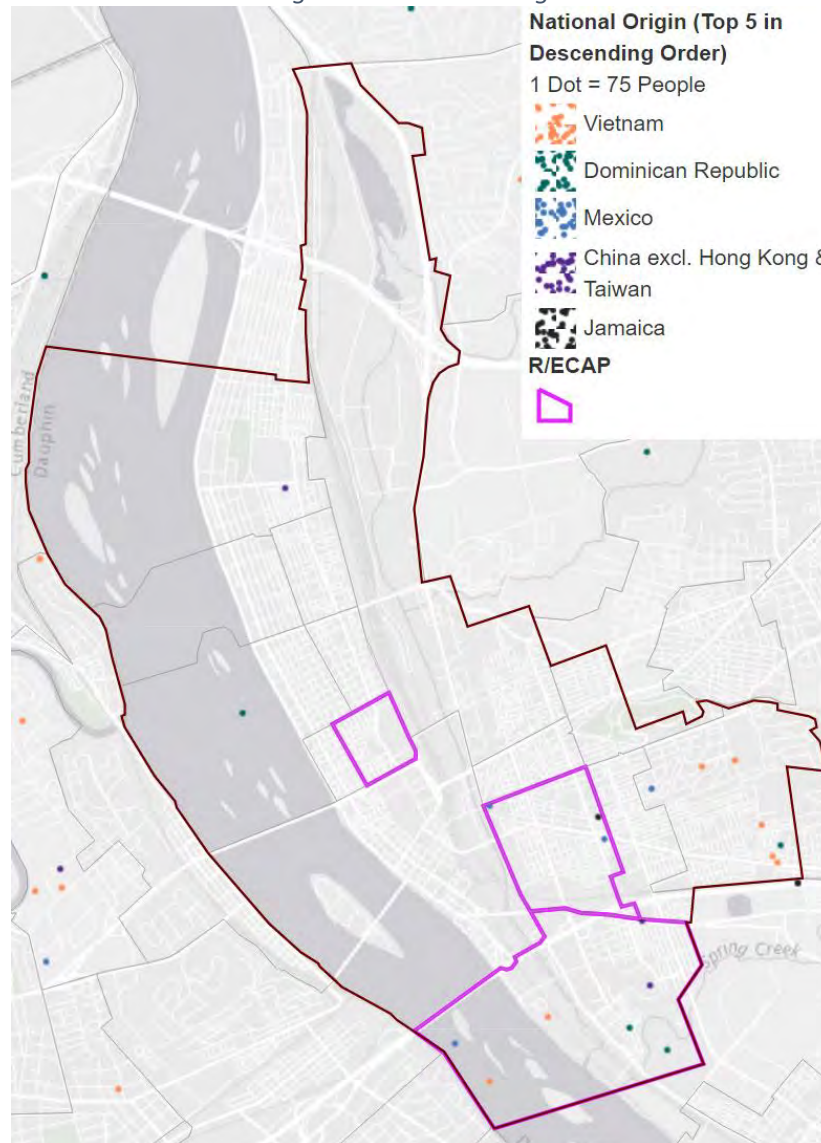 National Origin (Top 5 in
Descending Order)
1 Dot = 75 People
Vietnam
Dominican Republic
Mexico
China excl. Hong Kong &
Taiwan
Jamaica
R/ECAP
Cumberland
Dauphin
Spring Creek